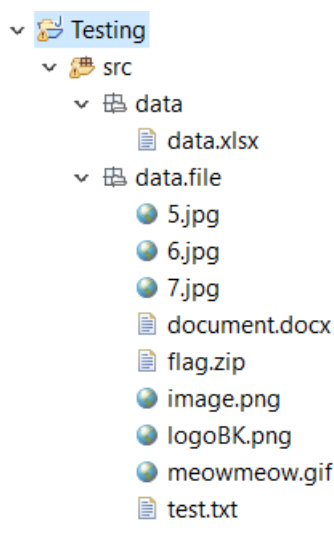 Testing
src
data
data.xlsx
data.file
5.jpg
6.jpg
7.jpg
document.docx
flag.zip
image.png
logoBK.png
meowmeow.gif
test.txt